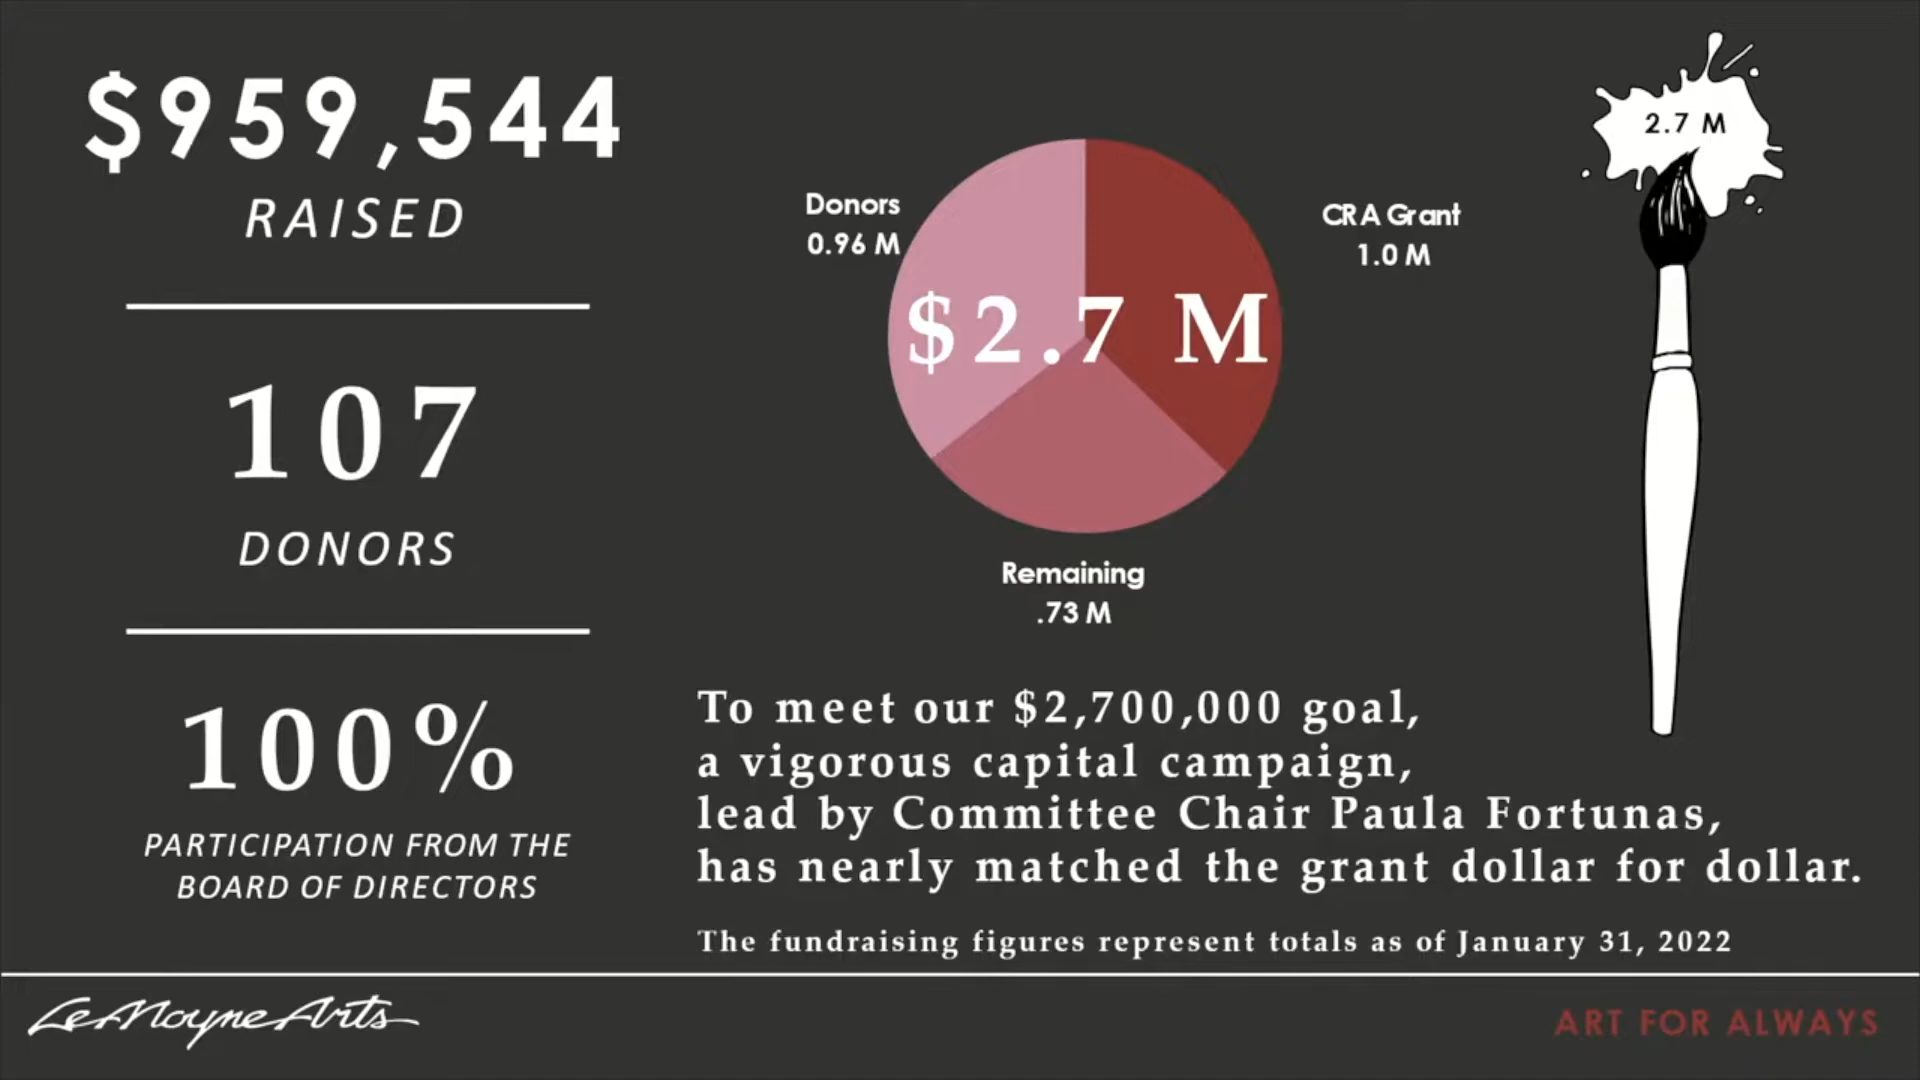 $959,544
RAISED
107
DONORS
100%
PARTICIPATION FROM THE
BOARD OF DIRECTORS
Donors
0.96 M
CRA Grant
1.0 M
$2.7 M
Remaining
.73 M
2.7 M
To meet our $2,700,000 goal,
a vigorous capital campaign,
lead by Committee Chair Paula Fortunas,
has nearly matched the grant dollar for dollar.
The fundraising figures represent totals as of January 31, 2022
LeMoyne Arts
ART FOR ALWAYS